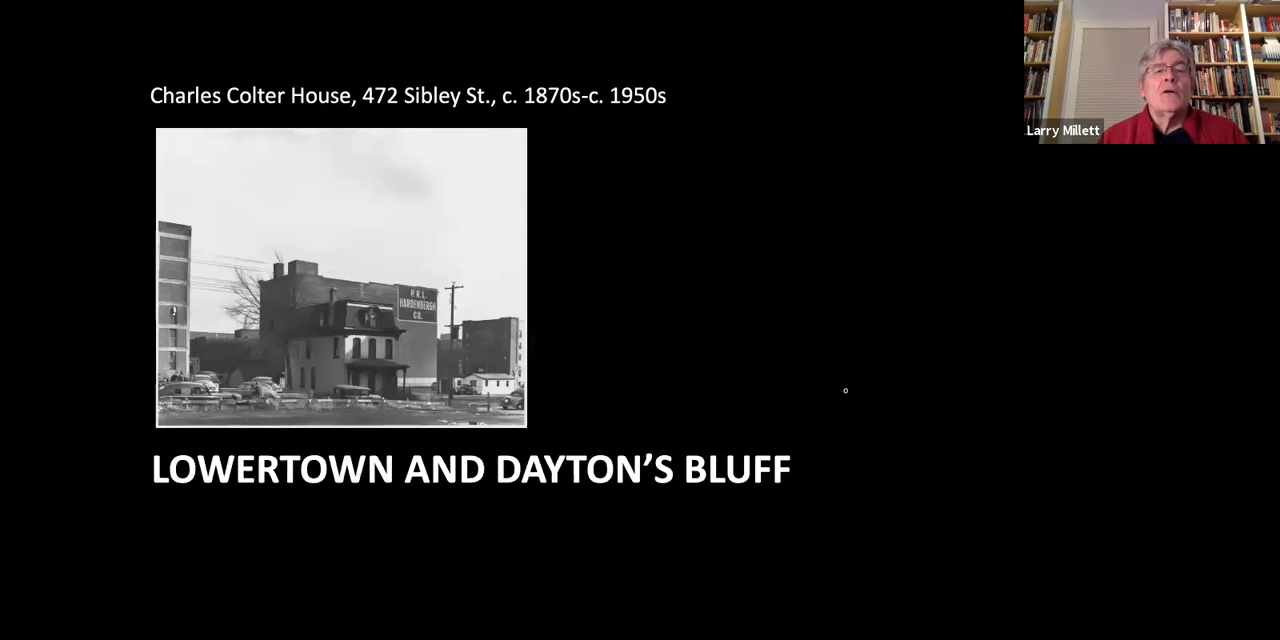 Charles Colter House, 472 Sibley St., c. 1870s-c. 1950s
Larry Millett
P. H. L.
HARDENBERGH
CO.
LOWERTOWN AND DAYTON’S BLUFF